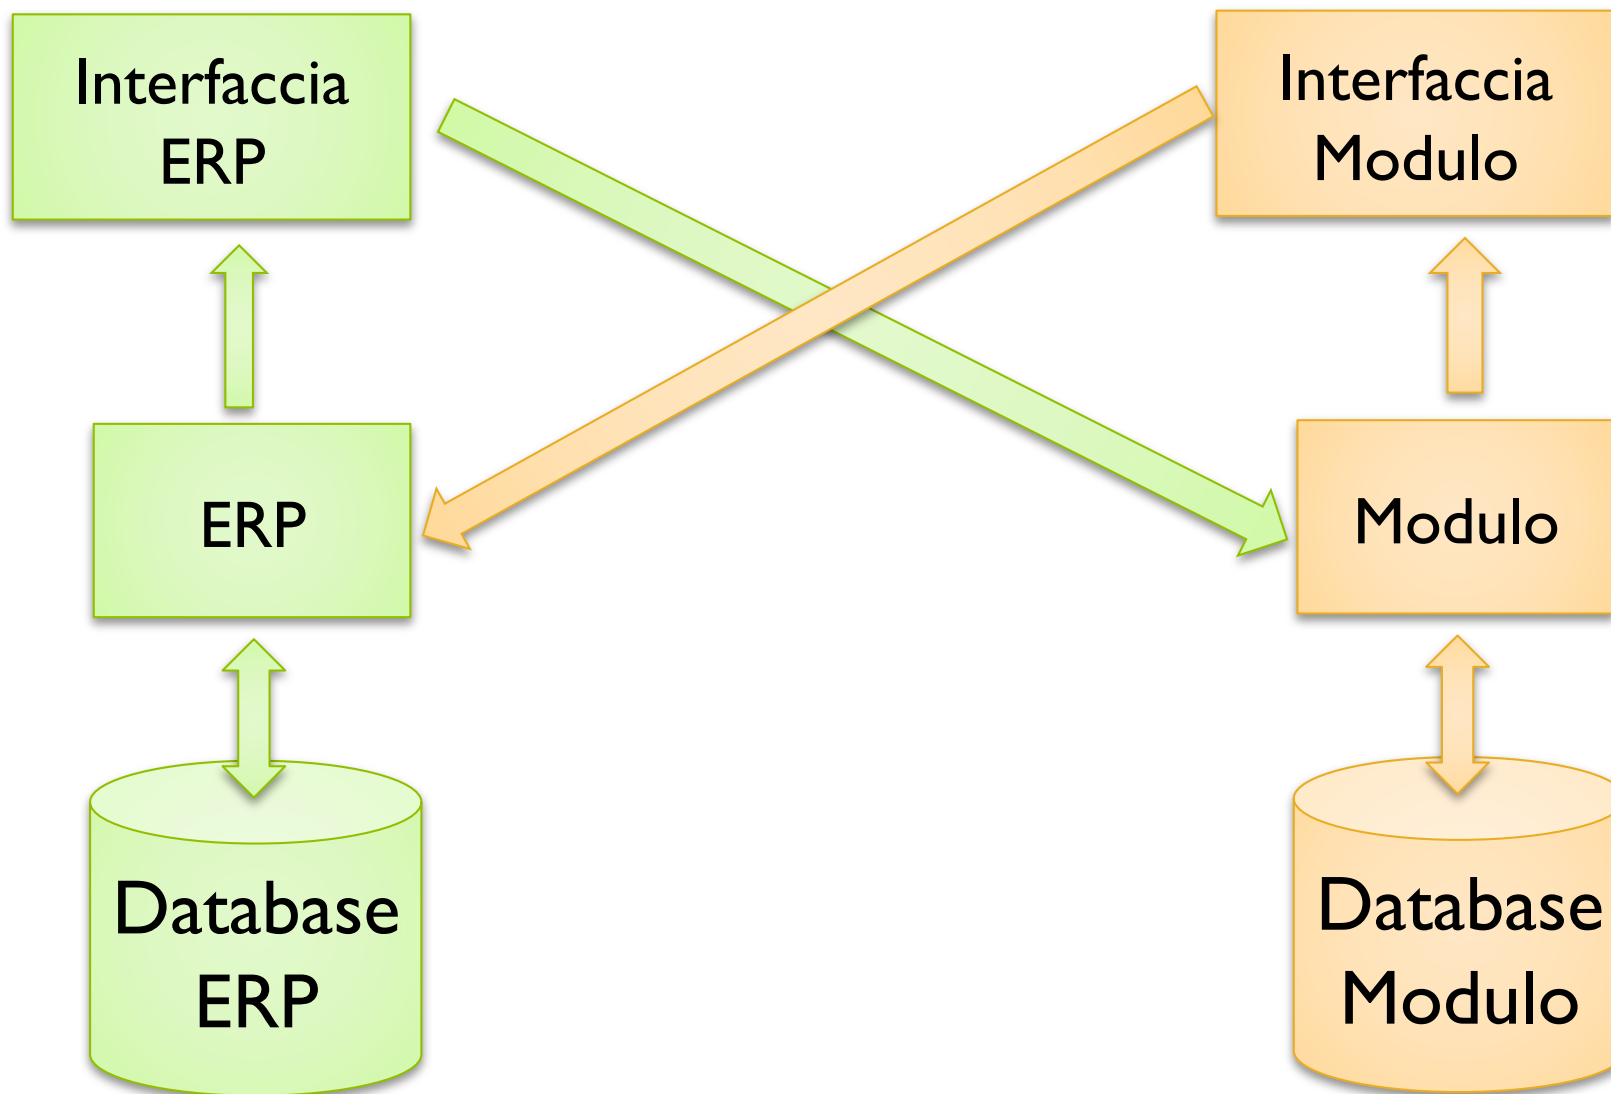 Interfaccia
ERP
Interfaccia
Modulo
ERP
Modulo
Database
ERP
Database
Modulo